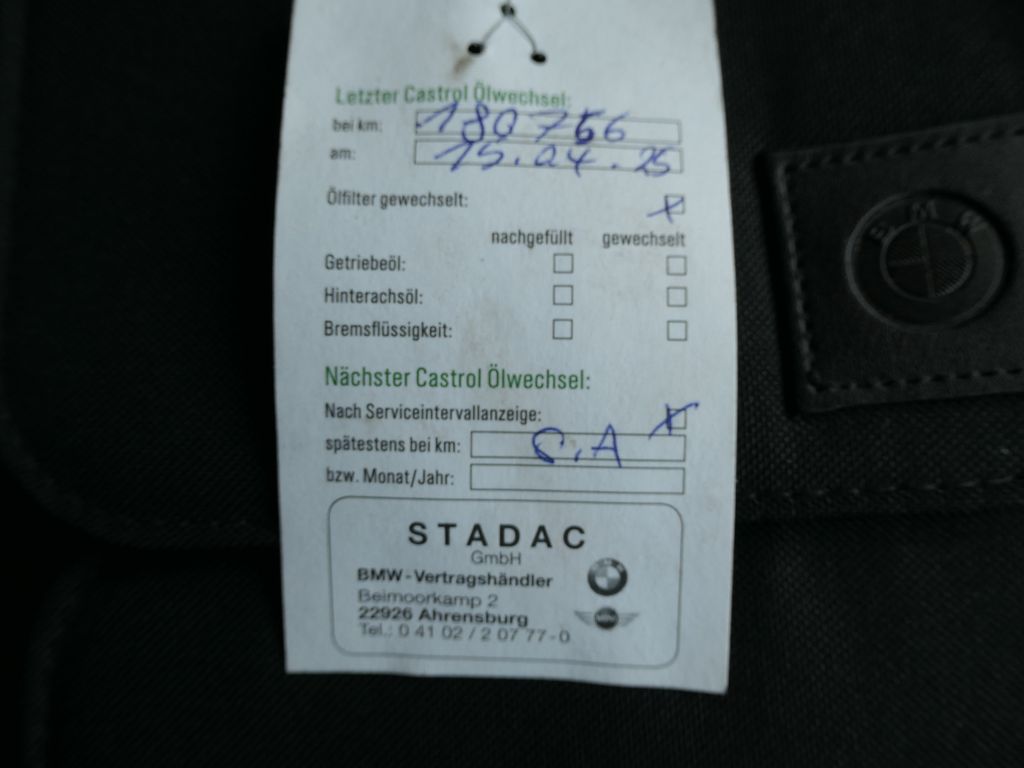 Letzter Castrol Ölwechsel:
bei km: 180766
am: 15.04.25
Ölfilter gewechselt: x
nachgefüllt gewechselt
Getriebeöl:
Hinterachsöl:
Bremsflüssigkeit:
Nächster Castrol Ölwechsel:
Nach Serviceintervallanzeige: x
spätestens bei km: S.A
bzw. Monat/Jahr:
STADAC
GmbH
BMW-Vertragshändler
Beimoorkamp 2
22926 Ahrensburg
Tel.: 0 41 02 / 2 07 77-0
BMW